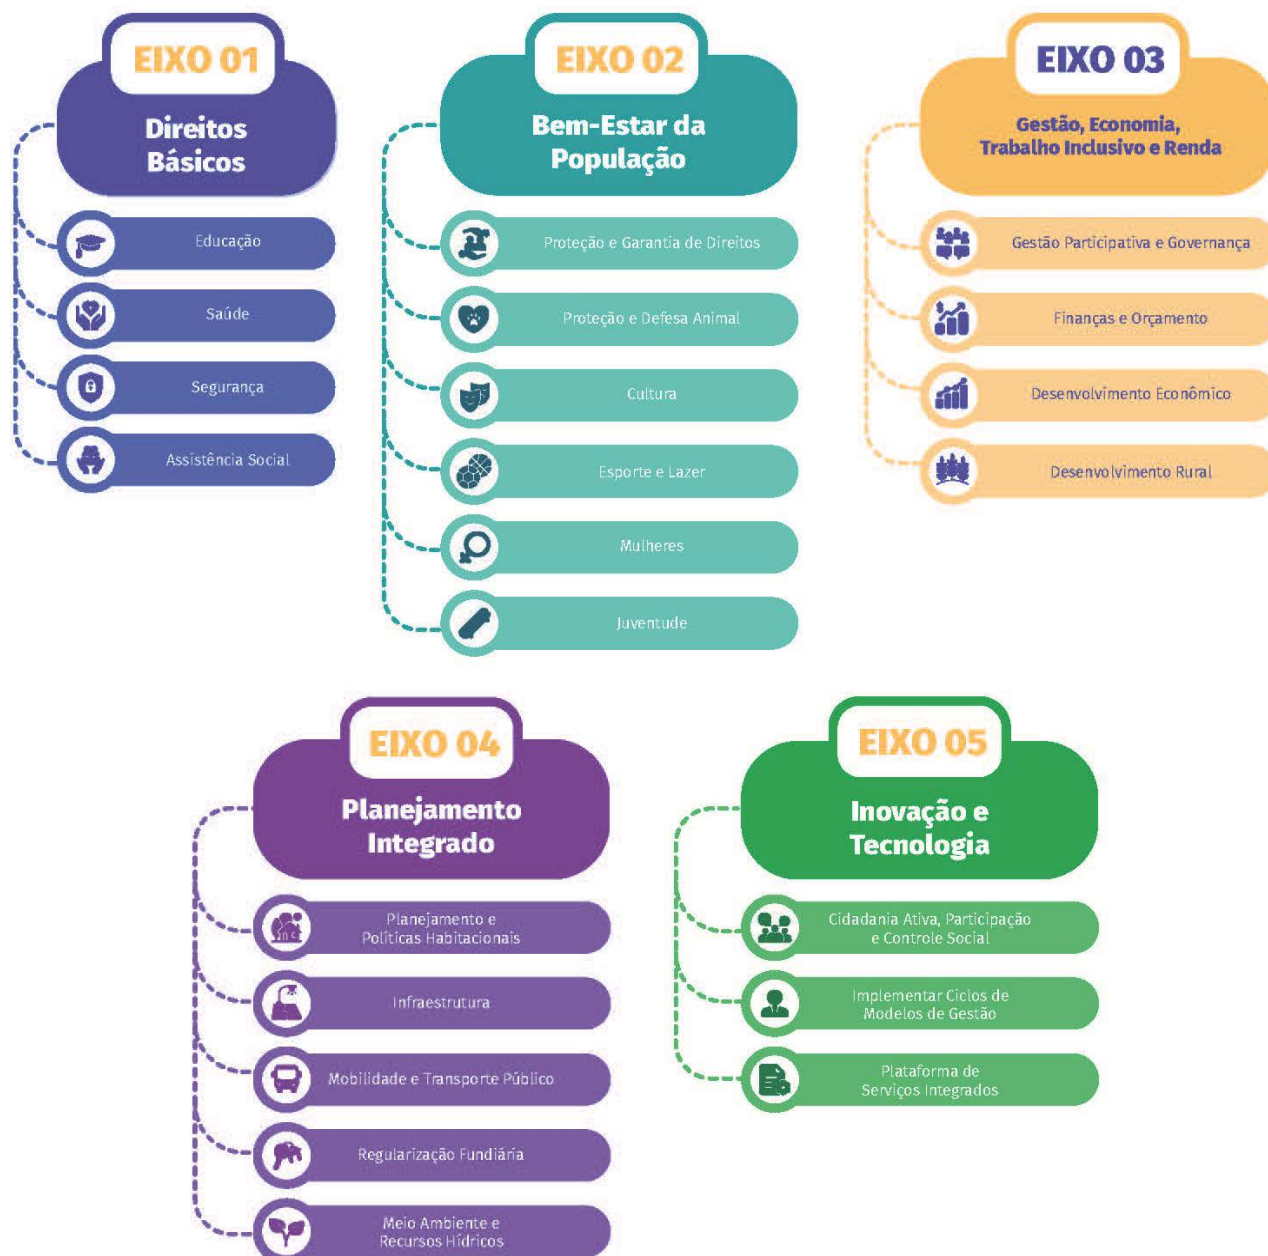 EIXO 01
Direitos
Básicos
Educação
Saúde
Segurança
Assistência Social
EIXO 02
Bem-Estar da
População
Proteção e Garantia de Direitos
Proteção e Defesa Animal
Cultura
Esporte e Lazer
Mulheres
Juventude
EIXO 03
Gestão, Economia,
Trabalho Inclusivo e Renda
Gestão Participativa e Governança
Finanças e Orçamento
Desenvolvimento Econômico
Desenvolvimento Rural
EIXO 04
Planejamento
Integrado
Planejamento e
Políticas Habitacionais
Infraestrutura
Mobilidade e Transporte Público
Regularização Fundiária
Meio Ambiente e
Recursos Hídricos
EIXO 05
Inovação e
Tecnologia
Cidadania Ativa, Participação
e Controle Social
Implementar Ciclos de
Modelos de Gestão
Plataforma de
Serviços Integrados